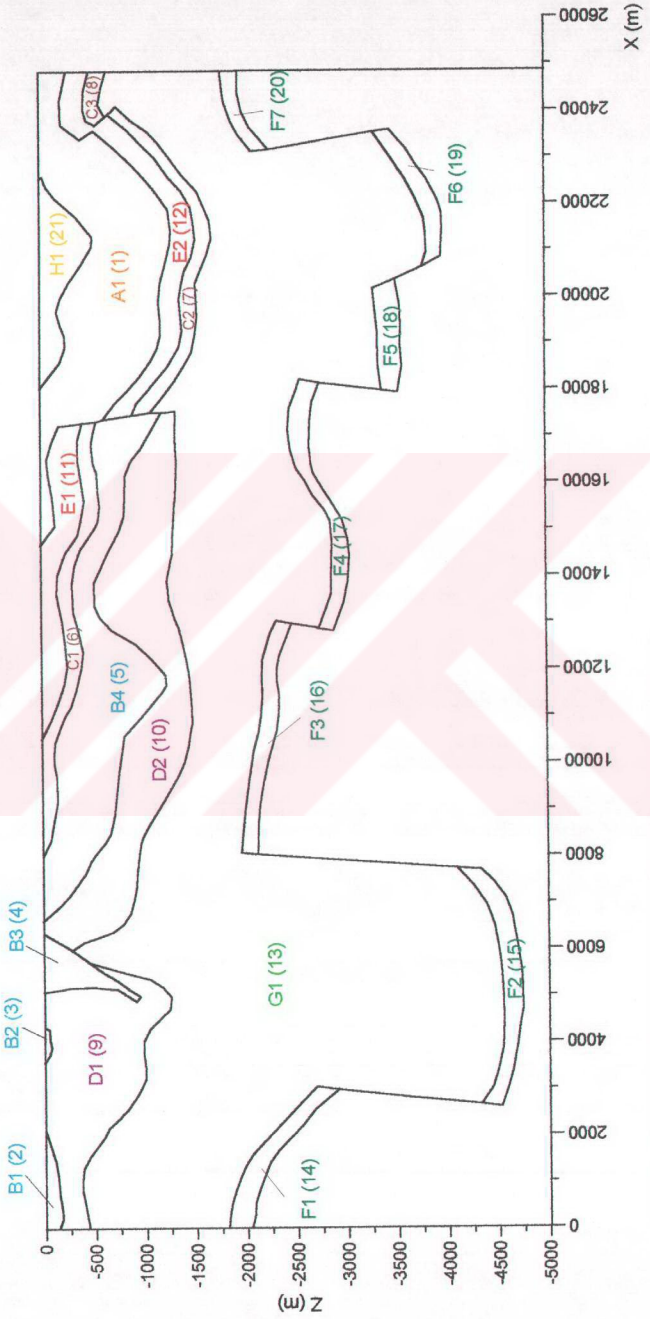 B1 (2)
B2 (3)
B3 (4)
D1 (9)
B4 (5)
D2 (10)
C1 (6)
E1 (11)
H1 (21)
A1 (1)
E2 (12)
C2 (7)
C3 (8)
G1 (13)
F1 (14)
F2 (15)
F3 (16)
F4 (17)
F5 (18)
F6 (19)
F7 (20)
Z (m)
0
-500
-1000
-1500
-2000
-2500
-3000
-3500
-4000
-4500
-5000
0
2000
4000
6000
8000
10000
12000
14000
16000
18000
20000
22000
24000
26000
X (m)